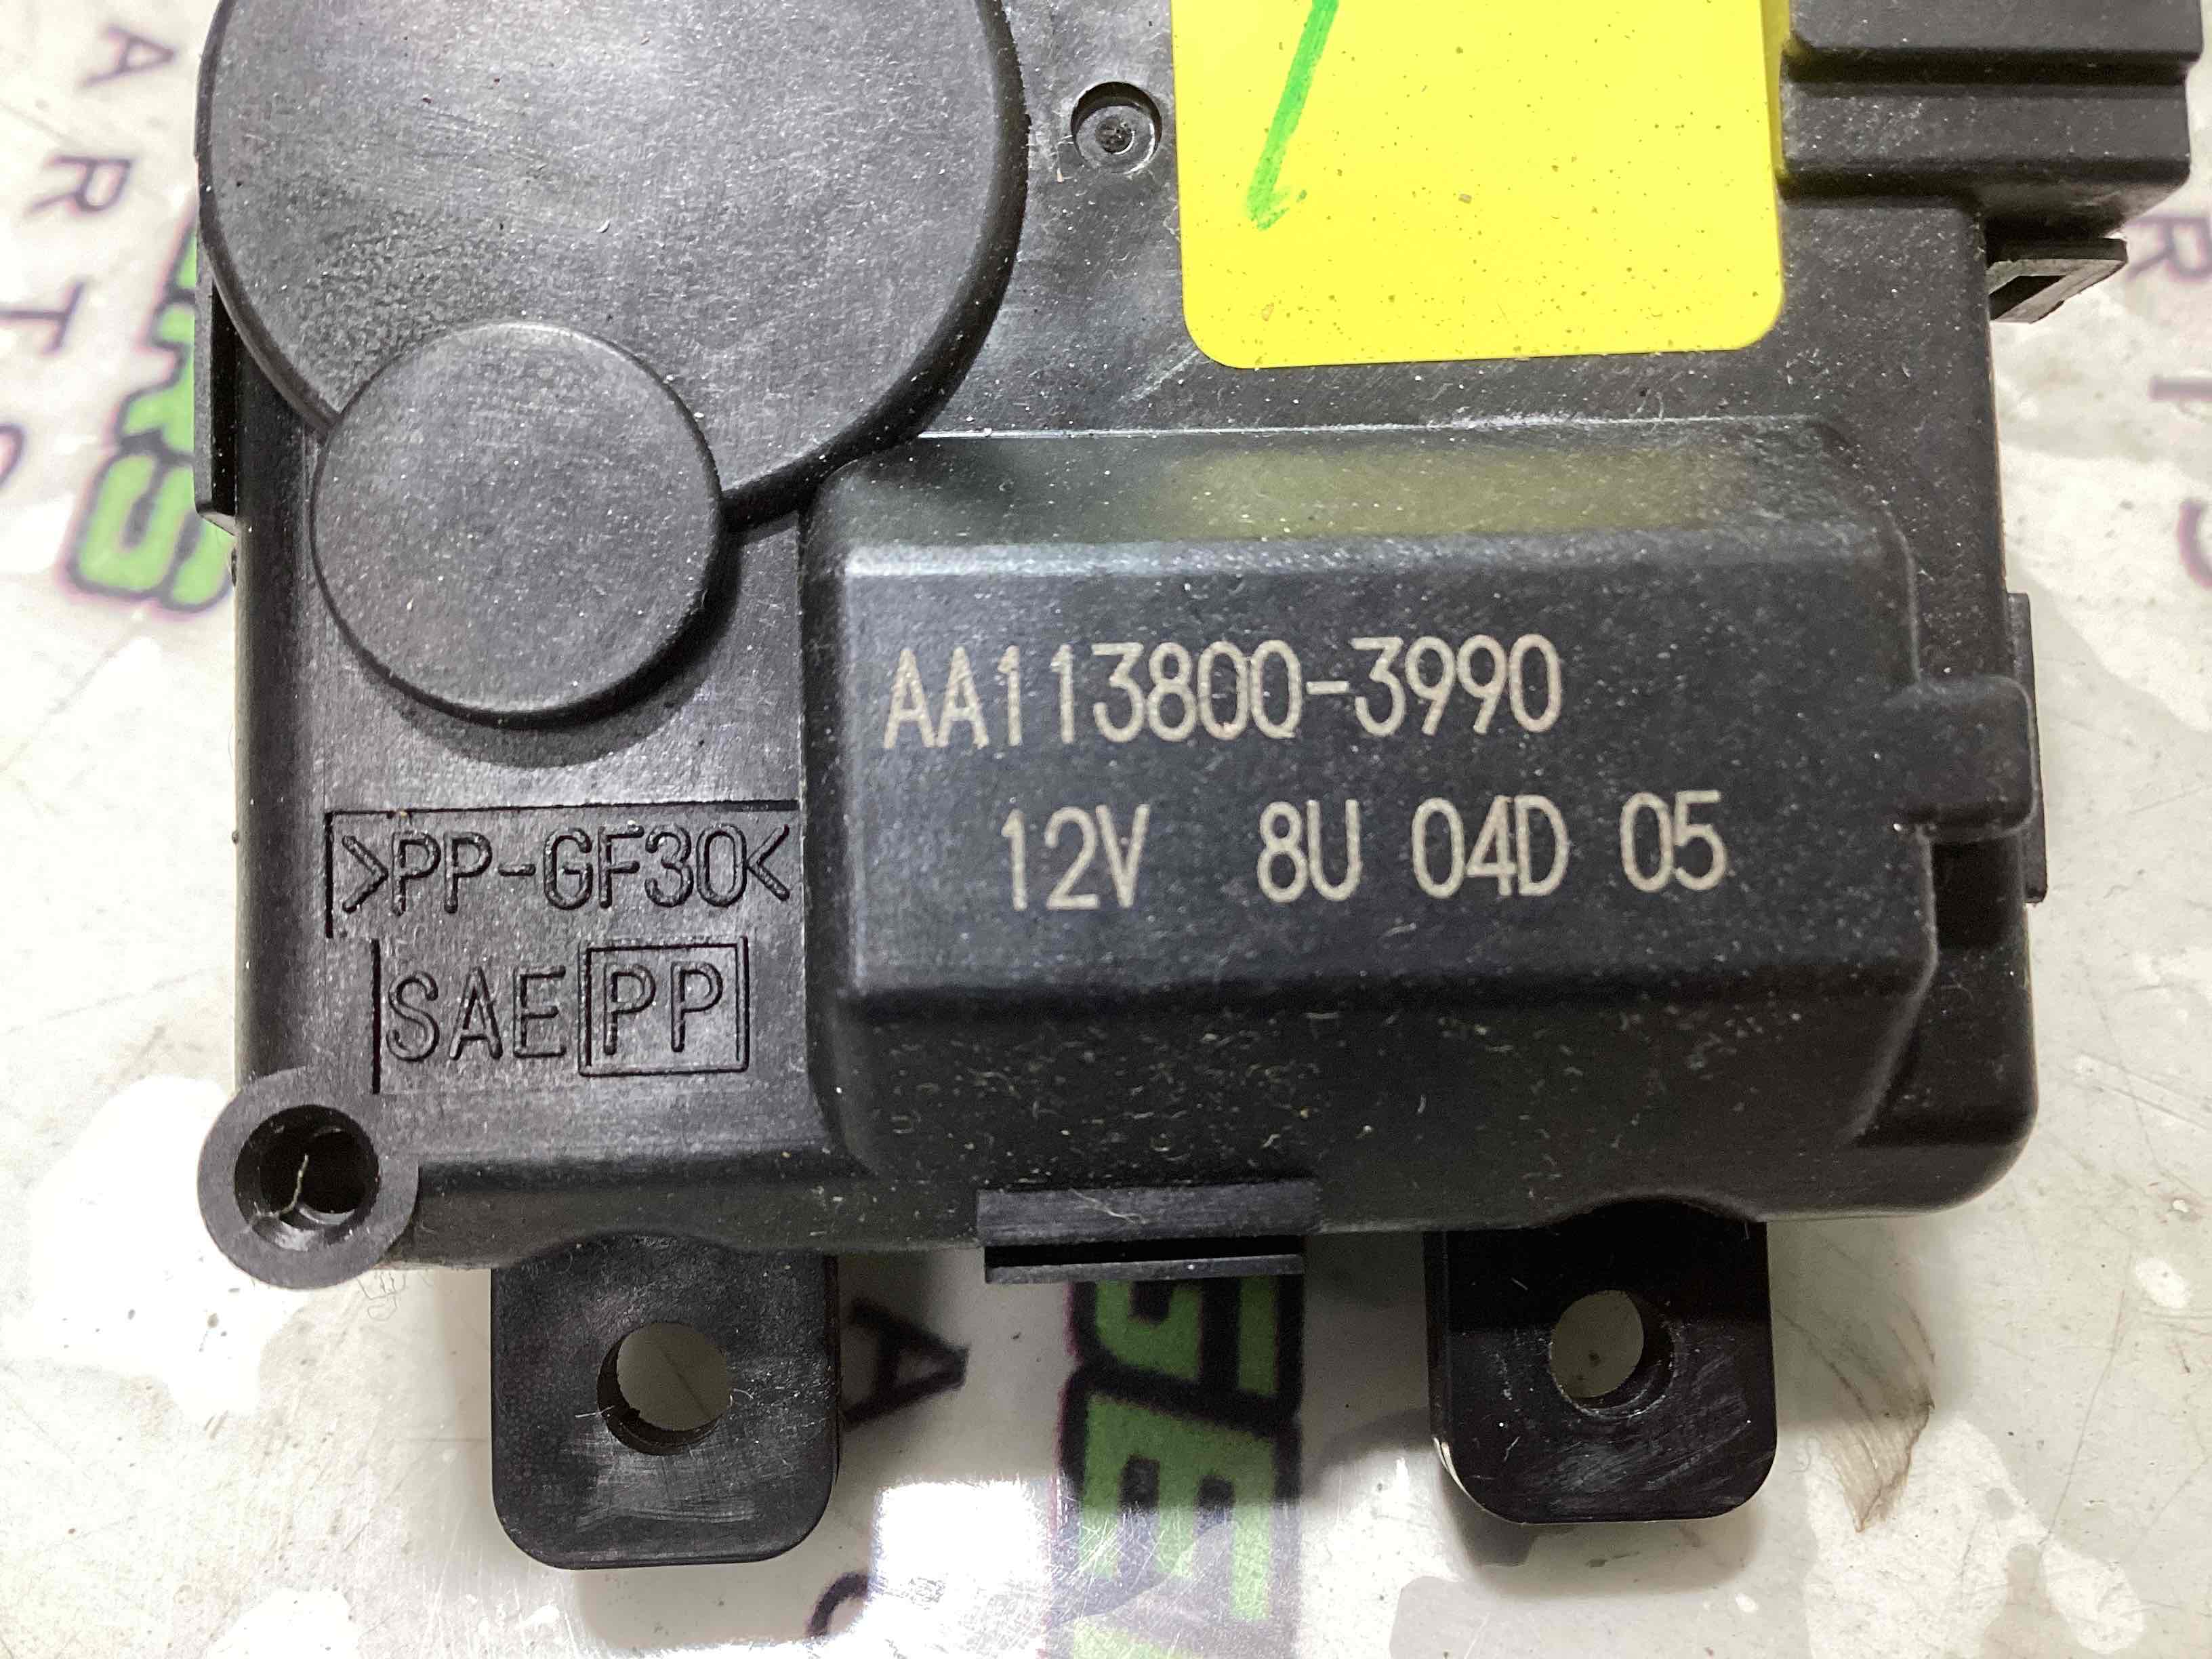 AA113800-3990
12V 8U 04D 05
>PP-GF30<
SAE PP